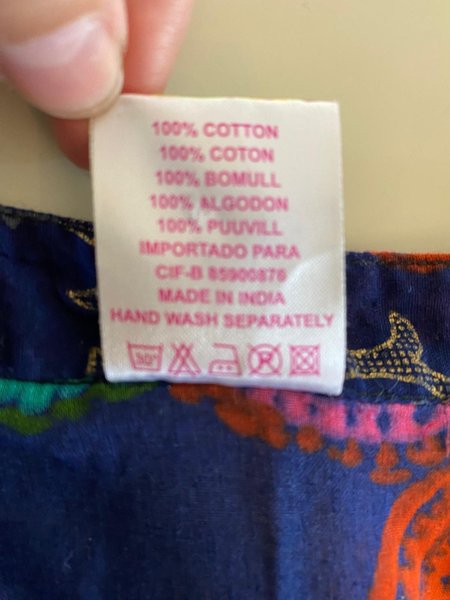 100% COTTON
100% COTON
100% BOMULL
100% ALGODON
100% PUUVILL
IMPORTADO PARA
CIF-B 85900876
MADE IN INDIA
HAND WASH SEPARATELY
30°